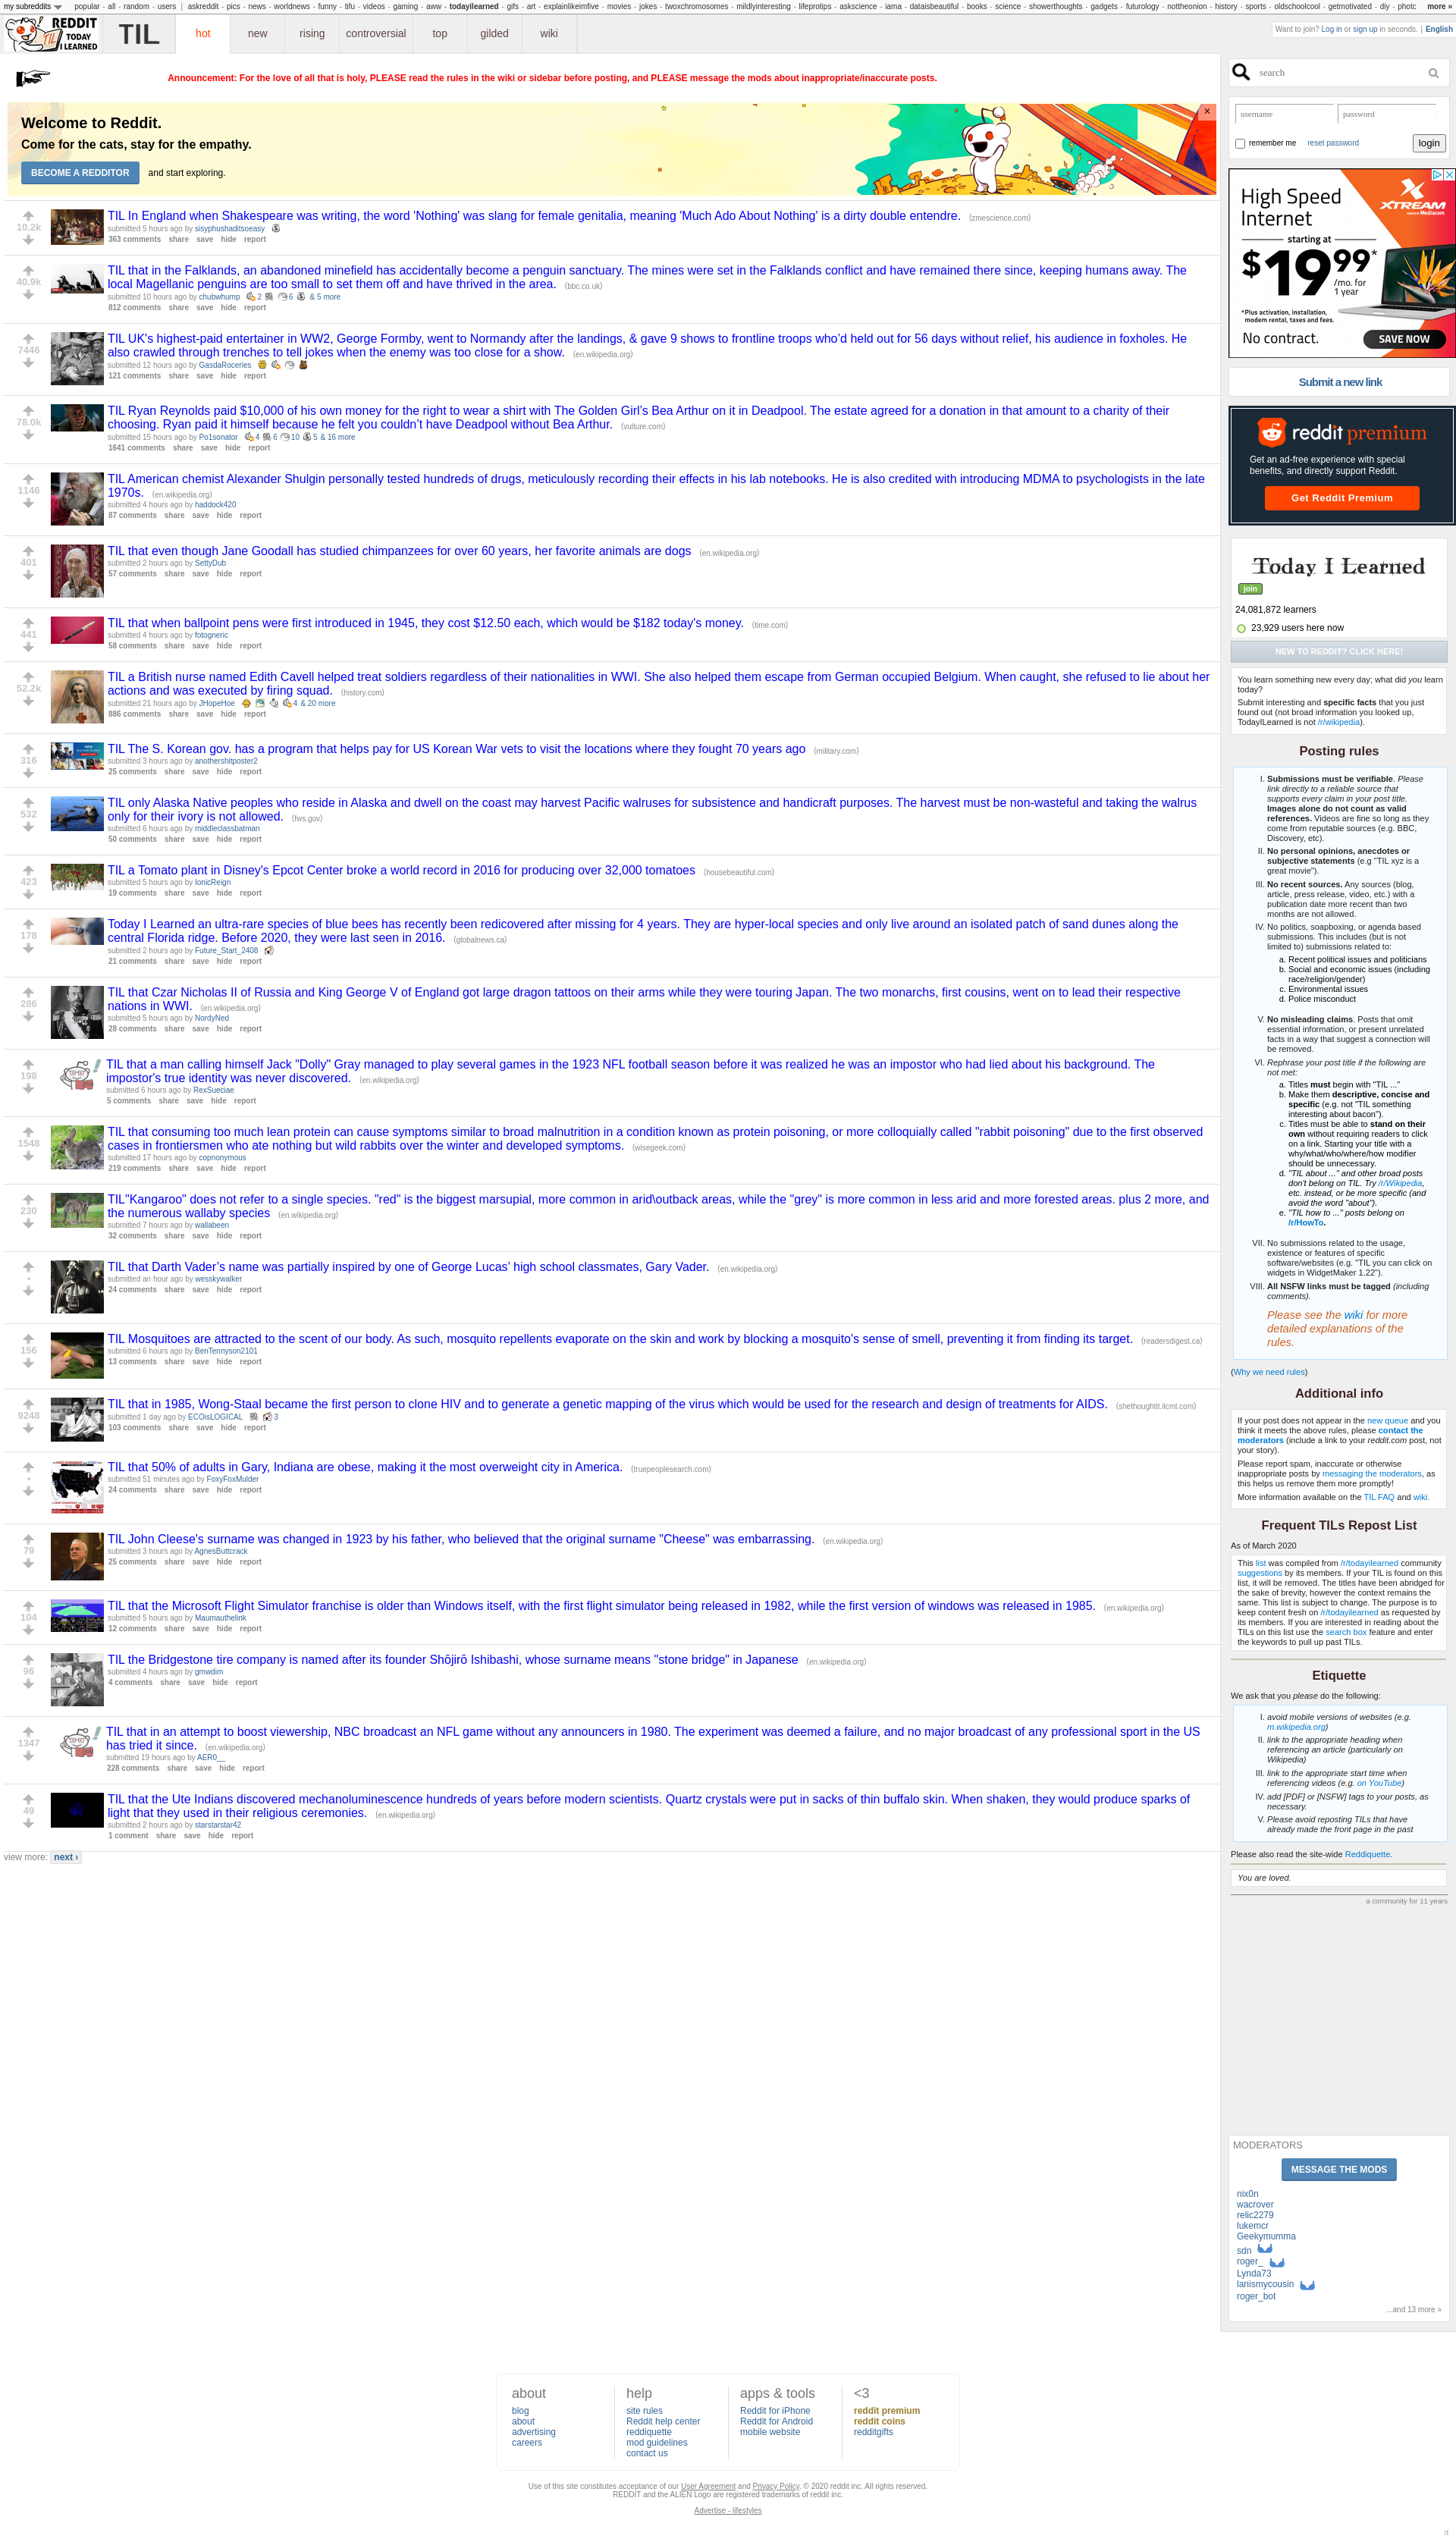 my subreddits popular - all - random - users | askreddit - pics - news - worldnews - funny - tifu - videos - gaming - aww - todayilearned - gifs - art - explainlikeimfive - movies - jokes - twoxchromosomes - mildlyinteresting - lifeprotips - askscience - iama - dataisbeautiful - books - science - showerthoughts - gadgets - futurology - nottheonion - history - sports - oldschoolcool - getmotivated - diy - photc more »
REDDIT
TODAY
I LEARNED
TIL hot new rising controversial top gilded wiki
Want to join? Log in or sign up in seconds. | English
Announcement: For the love of all that is holy, PLEASE read the rules in the wiki or sidebar before posting, and PLEASE message the mods about inappropriate/inaccurate posts.
Welcome to Reddit.
Come for the cats, stay for the empathy.
BECOME A REDDITOR and start exploring.
×
10.2k
TIL In England when Shakespeare was writing, the word 'Nothing' was slang for female genitalia, meaning 'Much Ado About Nothing' is a dirty double entendre. (zmescience.com)
submitted 5 hours ago by sisyphushaditsoeasy
363 comments share save hide report
40.9k
TIL that in the Falklands, an abandoned minefield has accidentally become a penguin sanctuary. The mines were set in the Falklands conflict and have remained there since, keeping humans away. The
local Magellanic penguins are too small to set them off and have thrived in the area. (bbc.co.uk)
submitted 10 hours ago by chubwhump 2 6 & 5 more
812 comments share save hide report
7446
TIL UK's highest-paid entertainer in WW2, George Formby, went to Normandy after the landings, & gave 9 shows to frontline troops who'd held out for 56 days without relief, his audience in foxholes. He
also crawled through trenches to tell jokes when the enemy was too close for a show. (en.wikipedia.org)
submitted 12 hours ago by GasdaRoceries
121 comments share save hide report
78.0k
TIL Ryan Reynolds paid $10,000 of his own money for the right to wear a shirt with The Golden Girl's Bea Arthur on it in Deadpool. The estate agreed for a donation in that amount to a charity of their
choosing. Ryan paid it himself because he felt you couldn't have Deadpool without Bea Arthur. (vulture.com)
submitted 15 hours ago by Po1sonator 4 6 10 5 & 16 more
1641 comments share save hide report
1146
TIL American chemist Alexander Shulgin personally tested hundreds of drugs, meticulously recording their effects in his lab notebooks. He is also credited with introducing MDMA to psychologists in the late
1970s. (en.wikipedia.org)
submitted 4 hours ago by haddock420
87 comments share save hide report
401
TIL that even though Jane Goodall has studied chimpanzees for over 60 years, her favorite animals are dogs (en.wikipedia.org)
submitted 2 hours ago by SettyDub
57 comments share save hide report
441
TIL that when ballpoint pens were first introduced in 1945, they cost $12.50 each, which would be $182 today's money. (time.com)
submitted 4 hours ago by fotogneric
58 comments share save hide report
52.2k
TIL a British nurse named Edith Cavell helped treat soldiers regardless of their nationalities in WWI. She also helped them escape from German occupied Belgium. When caught, she refused to lie about her
actions and was executed by firing squad. (history.com)
submitted 21 hours ago by JHopeHoe 4 & 20 more
886 comments share save hide report
316
TIL The S. Korean gov. has a program that helps pay for US Korean War vets to visit the locations where they fought 70 years ago (military.com)
submitted 3 hours ago by anothershitposter2
25 comments share save hide report
532
TIL only Alaska Native peoples who reside in Alaska and dwell on the coast may harvest Pacific walruses for subsistence and handicraft purposes. The harvest must be non-wasteful and taking the walrus
only for their ivory is not allowed. (fws.gov)
submitted 6 hours ago by middleclassbatman
50 comments share save hide report
423
TIL a Tomato plant in Disney's Epcot Center broke a world record in 2016 for producing over 32,000 tomatoes (housebeautiful.com)
submitted 5 hours ago by IonicReign
19 comments share save hide report
178
Today I Learned an ultra-rare species of blue bees has recently been redicovered after missing for 4 years. They are hyper-local species and only live around an isolated patch of sand dunes along the
central Florida ridge. Before 2020, they were last seen in 2016. (globalnews.ca)
submitted 2 hours ago by Future_Start_2408
21 comments share save hide report
286
TIL that Czar Nicholas II of Russia and King George V of England got large dragon tattoos on their arms while they were touring Japan. The two monarchs, first cousins, went on to lead their respective
nations in WWI. (en.wikipedia.org)
submitted 5 hours ago by NordyNed
28 comments share save hide report
198
TIL that a man calling himself Jack "Dolly" Gray managed to play several games in the 1923 NFL football season before it was realized he was an impostor who had lied about his background. The
impostor's true identity was never discovered. (en.wikipedia.org)
submitted 6 hours ago by RexSueciae
5 comments share save hide report
1548
TIL that consuming too much lean protein can cause symptoms similar to broad malnutrition in a condition known as protein poisoning, or more colloquially called "rabbit poisoning" due to the first observed
cases in frontiersmen who ate nothing but wild rabbits over the winter and developed symptoms. (wisegeek.com)
submitted 17 hours ago by copnonymous
219 comments share save hide report
230
TIL"Kangaroo" does not refer to a single species. "red" is the biggest marsupial, more common in arid\outback areas, while the "grey" is more common in less arid and more forested areas. plus 2 more, and
the numerous wallaby species (en.wikipedia.org)
submitted 7 hours ago by wallabeen
32 comments share save hide report
•
TIL that Darth Vader's name was partially inspired by one of George Lucas' high school classmates, Gary Vader. (en.wikipedia.org)
submitted an hour ago by wesskywalker
24 comments share save hide report
156
TIL Mosquitoes are attracted to the scent of our body. As such, mosquito repellents evaporate on the skin and work by blocking a mosquito's sense of smell, preventing it from finding its target. (readersdigest.ca)
submitted 6 hours ago by BenTennyson2101
13 comments share save hide report
9248
TIL that in 1985, Wong-Staal became the first person to clone HIV and to generate a genetic mapping of the virus which would be used for the research and design of treatments for AIDS. (shethoughtit.ilcml.com)
submitted 1 day ago by ECOisLOGICAL 3
103 comments share save hide report
•
TIL that 50% of adults in Gary, Indiana are obese, making it the most overweight city in America. (truepeoplesearch.com)
submitted 51 minutes ago by FoxyFoxMulder
24 comments share save hide report
79
TIL John Cleese's surname was changed in 1923 by his father, who believed that the original surname "Cheese" was embarrassing. (en.wikipedia.org)
submitted 3 hours ago by AgnesButtcrack
25 comments share save hide report
104
TIL that the Microsoft Flight Simulator franchise is older than Windows itself, with the first flight simulator being released in 1982, while the first version of windows was released in 1985. (en.wikipedia.org)
submitted 5 hours ago by Maumauthelink
12 comments share save hide report
96
TIL the Bridgestone tire company is named after its founder Shōjirō Ishibashi, whose surname means "stone bridge" in Japanese (en.wikipedia.org)
submitted 4 hours ago by gmwdim
4 comments share save hide report
1347
TIL that in an attempt to boost viewership, NBC broadcast an NFL game without any announcers in 1980. The experiment was deemed a failure, and no major broadcast of any professional sport in the US
has tried it since. (en.wikipedia.org)
submitted 19 hours ago by AER0__
228 comments share save hide report
49
TIL that the Ute Indians discovered mechanoluminescence hundreds of years before modern scientists. Quartz crystals were put in sacks of thin buffalo skin. When shaken, they would produce sparks of
light that they used in their religious ceremonies. (en.wikipedia.org)
submitted 2 hours ago by starstarstar42
1 comment share save hide report
view more: next ›
search
username password
remember me reset password login
High Speed
Internet
XTREAM
POWERED BY MEDIACOM
starting at
$19.99* /mo. for
1 year
*Plus activation, installation,
modem rental, taxes and fees.
No contract required.
SAVE NOW
Submit a new link
reddit premium
Get an ad-free experience with special
benefits, and directly support Reddit.
Get Reddit Premium
Today I Learned
join
24,081,872 learners
23,929 users here now
NEW TO REDDIT? CLICK HERE!
You learn something new every day; what did you learn
today?
Submit interesting and specific facts that you just
found out (not broad information you looked up,
TodayILearned is not /r/wikipedia).
Posting rules
I. Submissions must be verifiable. Please
link directly to a reliable source that
supports every claim in your post title.
Images alone do not count as valid
references. Videos are fine so long as they
come from reputable sources (e.g. BBC,
Discovery, etc).
II. No personal opinions, anecdotes or
subjective statements (e.g "TIL xyz is a
great movie").
III. No recent sources. Any sources (blog,
article, press release, video, etc.) with a
publication date more recent than two
months are not allowed.
IV. No politics, soapboxing, or agenda based
submissions. This includes (but is not
limited to) submissions related to:
a. Recent political issues and politicians
b. Social and economic issues (including
race/religion/gender)
c. Environmental issues
d. Police misconduct
V. No misleading claims. Posts that omit
essential information, or present unrelated
facts in a way that suggest a connection will
be removed.
VI. Rephrase your post title if the following are
not met:
a. Titles must begin with "TIL ..."
b. Make them descriptive, concise and
specific (e.g. not "TIL something
interesting about bacon").
c. Titles must be able to stand on their
own without requiring readers to click
on a link. Starting your title with a
why/what/who/where/how modifier
should be unnecessary.
d. "TIL about ..." and other broad posts
don't belong on TIL. Try /r/Wikipedia,
etc. instead, or be more specific (and
avoid the word "about").
e. "TIL how to ..." posts belong on
/r/HowTo.
VII. No submissions related to the usage,
existence or features of specific
software/websites (e.g. "TIL you can click on
widgets in WidgetMaker 1.22").
VIII. All NSFW links must be tagged (including
comments).
Please see the wiki for more
detailed explanations of the
rules.
(Why we need rules)
Additional info
If your post does not appear in the new queue and you
think it meets the above rules, please contact the
moderators (include a link to your reddit.com post, not
your story).
Please report spam, inaccurate or otherwise
inappropriate posts by messaging the moderators, as
this helps us remove them more promptly!
More information available on the TIL FAQ and wiki.
Frequent TILs Repost List
As of March 2020
This list was compiled from /r/todayilearned community
suggestions by its members. If your TIL is found on this
list, it will be removed. The titles have been abridged for
the sake of brevity, however the context remains the
same. This list is subject to change. The purpose is to
keep content fresh on /r/todayilearned as requested by
its members. If you are interested in reading about the
TILs on this list use the search box feature and enter
the keywords to pull up past TILs.
Etiquette
We ask that you please do the following:
I. avoid mobile versions of websites (e.g.
m.wikipedia.org)
II. link to the appropriate heading when
referencing an article (particularly on
Wikipedia)
III. link to the appropriate start time when
referencing videos (e.g. on YouTube)
IV. add [PDF] or [NSFW] tags to your posts, as
necessary.
V. Please avoid reposting TILs that have
already made the front page in the past
Please also read the site-wide Reddiquette.
You are loved.
a community for 11 years
MODERATORS
MESSAGE THE MODS
nix0n
wacrover
relic2279
lukemcr
Geekymumma
sdn
roger_
Lynda73
lanismycousin
roger_bot
...and 13 more »
about
blog
about
advertising
careers
help
site rules
Reddit help center
reddiquette
mod guidelines
contact us
apps & tools
Reddit for iPhone
Reddit for Android
mobile website
<3
reddit premium
reddit coins
redditgifts
Use of this site constitutes acceptance of our User Agreement and Privacy Policy. © 2020 reddit inc. All rights reserved.
REDDIT and the ALIEN Logo are registered trademarks of reddit inc.
Advertise - lifestyles
π